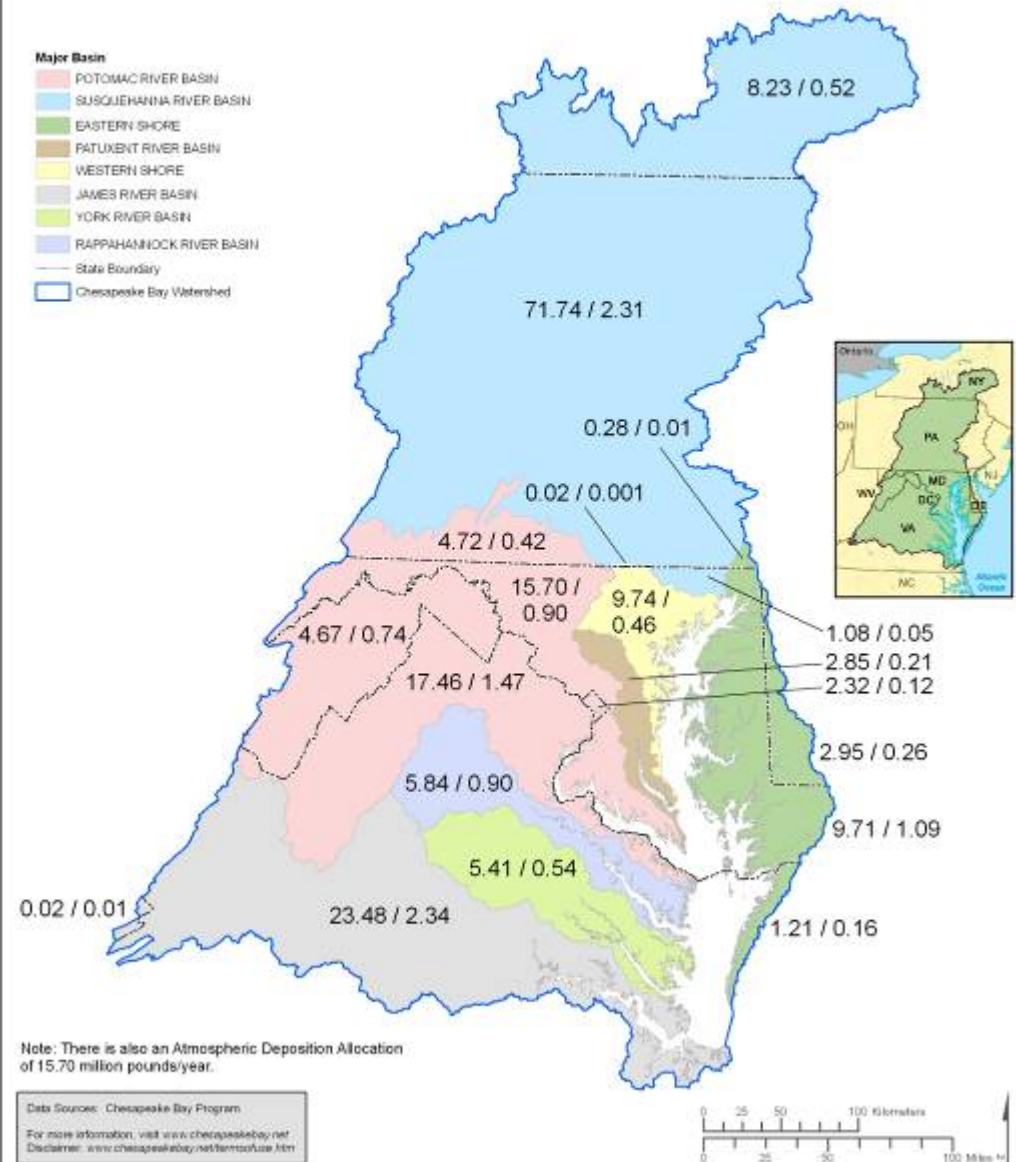 Major Basin
POTOMAC RIVER BASIN
SUSQUEHANNA RIVER BASIN
EASTERN SHORE
PATUXENT RIVER BASIN
WESTERN SHORE
JAMES RIVER BASIN
YORK RIVER BASIN
RAPPAHANNOCK RIVER BASIN
State Boundary
Chesapeake Bay Watershed
8.23 / 0.52
71.74 / 2.31
0.28 / 0.01
0.02 / 0.001
4.72 / 0.42
15.70 /
0.90
9.74 /
0.46
4.67 / 0.74
17.46 / 1.47
1.08 / 0.05
2.85 / 0.21
2.32 / 0.12
2.95 / 0.26
5.84 / 0.90
9.71 / 1.09
5.41 / 0.54
0.02 / 0.01
23.48 / 2.34
1.21 / 0.16
Ontario
NY
OH
PA
NJ
MD
WV
DC
DE
VA
NC
Atlantic
Ocean
Note: There is also an Atmospheric Deposition Allocation
of 15.70 million pounds/year.
Data Sources: Chesapeake Bay Program
For more information, visit www.chesapeakebay.net
Disclaimer: www.chesapeakebay.net/termsofuse.htm
0 25 50 100 Kilometers
0 25 50 100 Miles
N